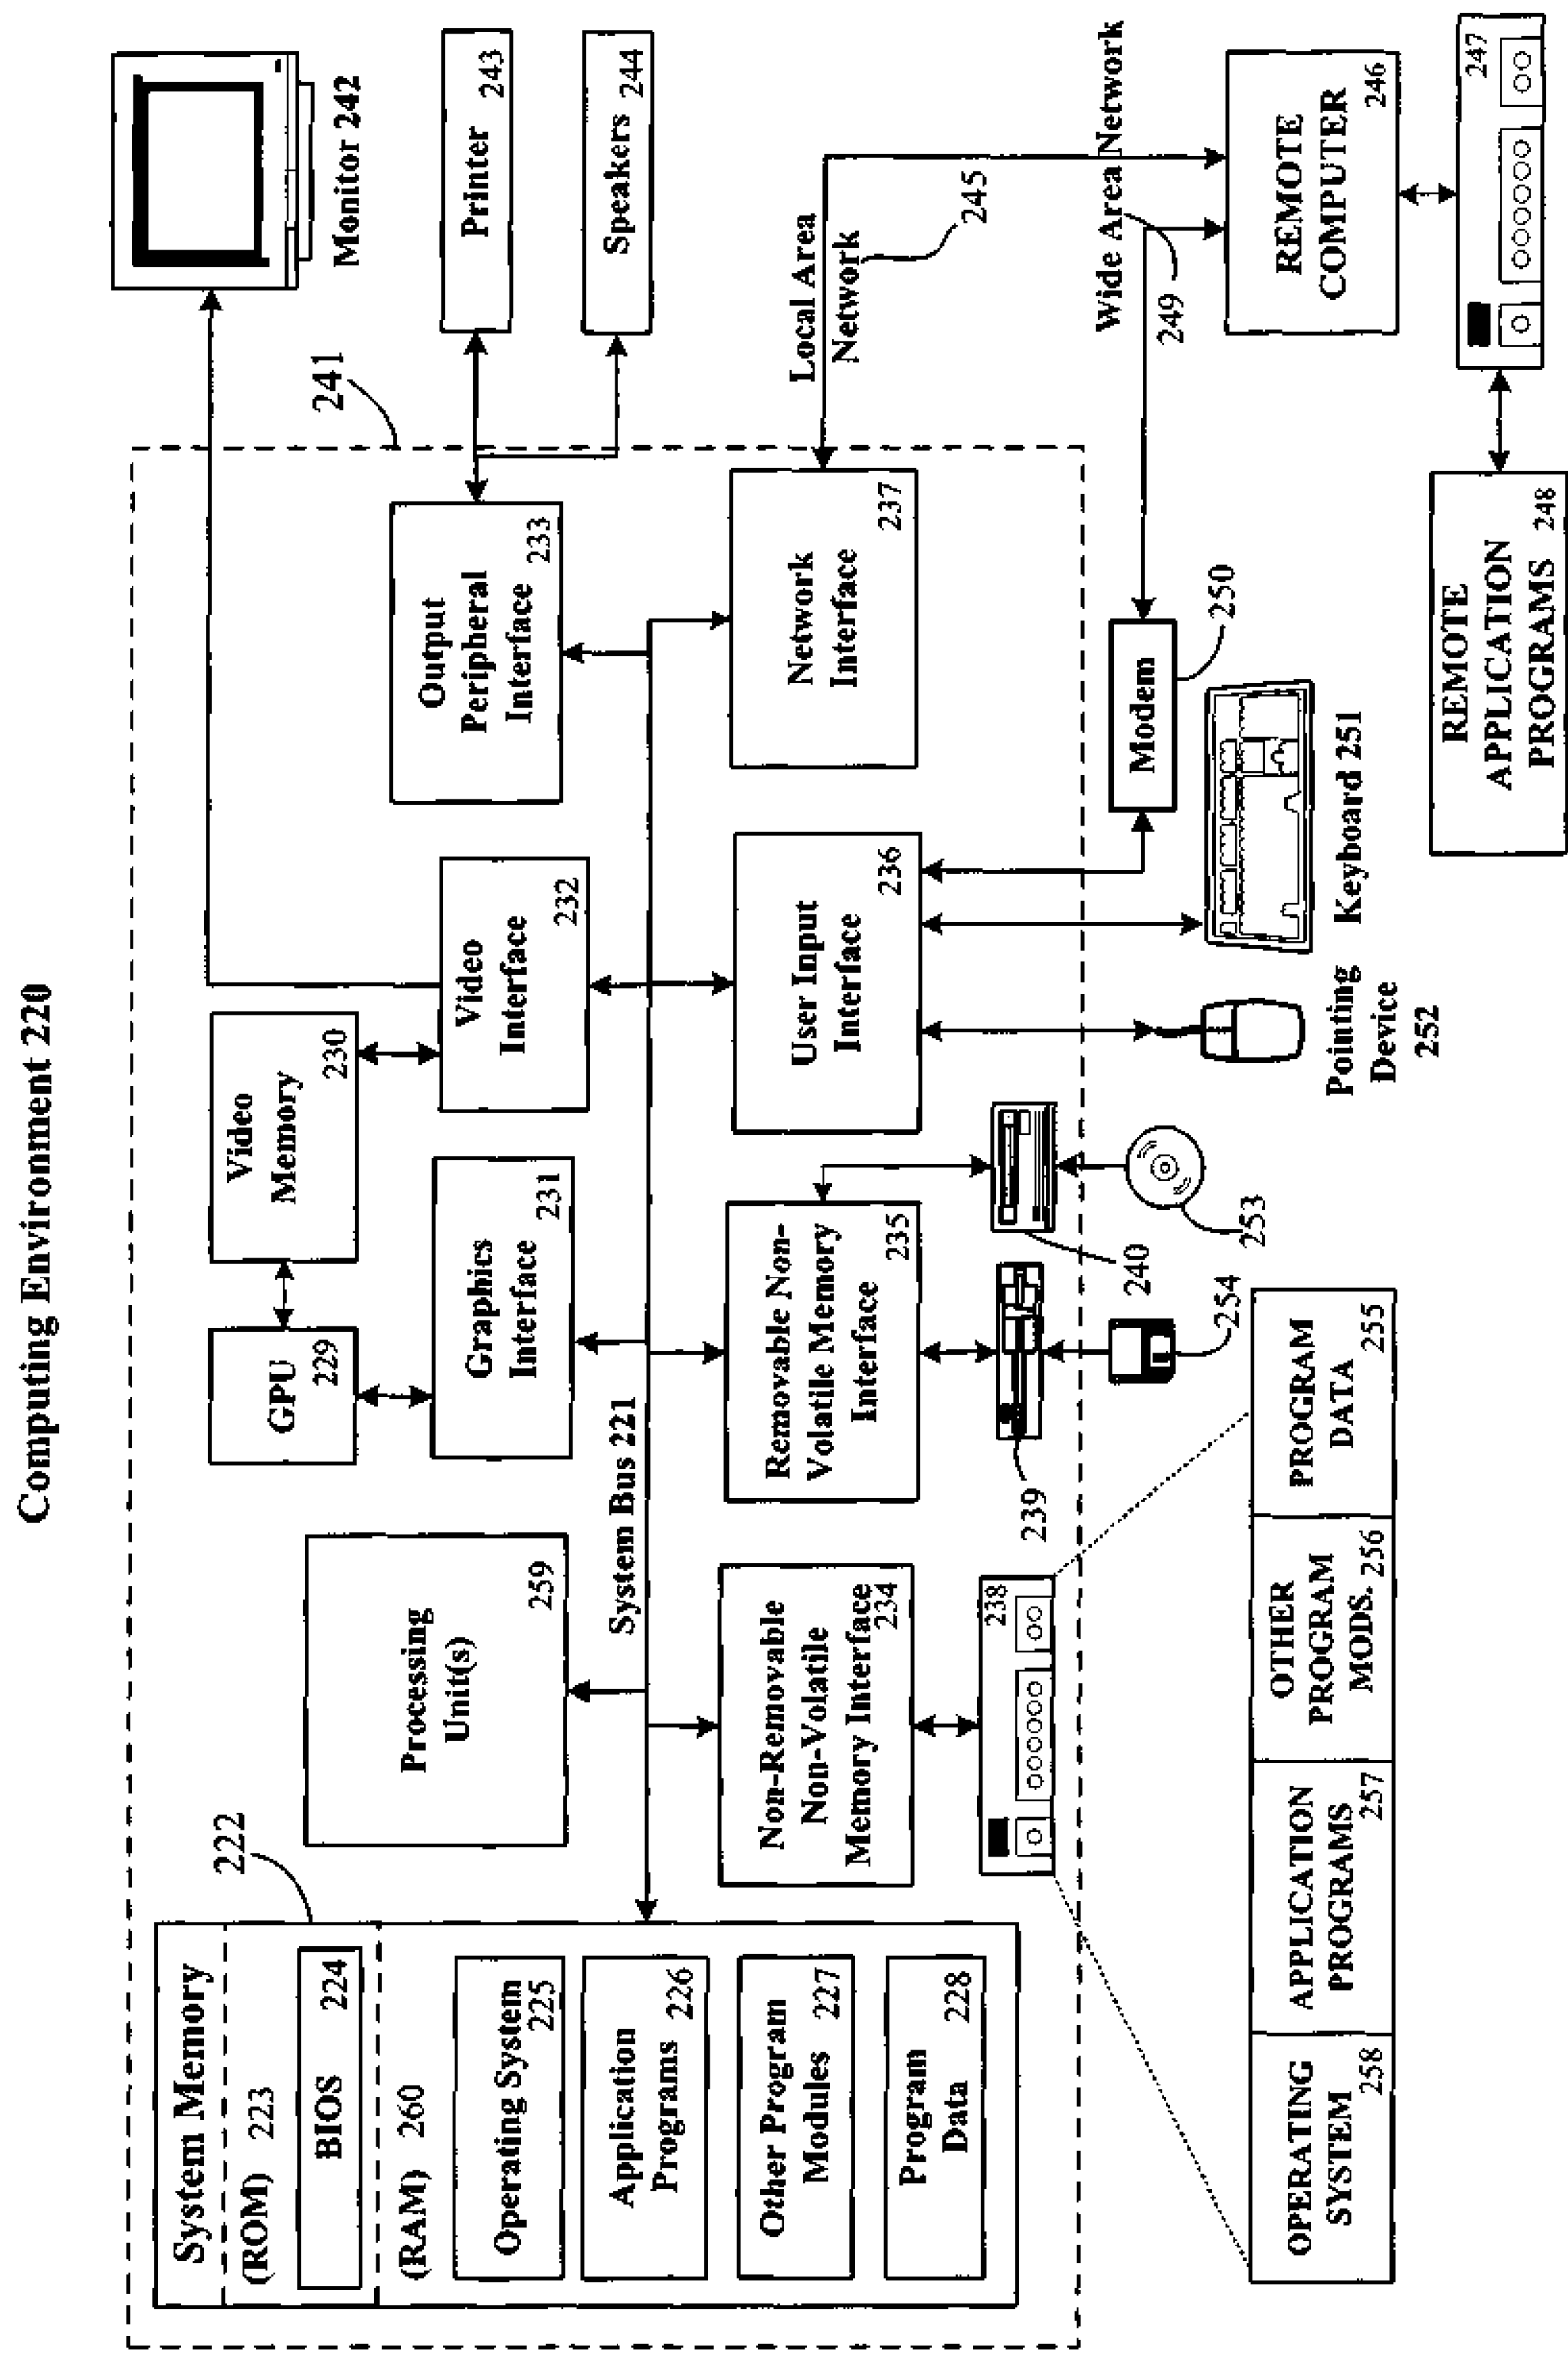 Computing Environment 220
System Memory
222
(ROM) 223
BIOS 224
(RAM) 260
Operating System
225
Application
Programs 226
Other Program
Modules 227
Program
Data 228
Processing
Unit(s)
259
GPU
229
Video
Memory
230
Graphics
Interface
231
Video
Interface
232
Output
Peripheral
Interface 233
241
Monitor 242
Printer 243
Speakers 244
System Bus 221
Non-Removable
Non-Volatile
Memory Interface
234
Removable Non-
Volatile Memory
Interface
235
User Input
Interface
236
Network
Interface
237
Local Area
Network
245
238
239
240
254
253
Pointing
Device
252
Keyboard 251
Modem
250
Wide Area Network
249
REMOTE
COMPUTER
246
247
REMOTE
APPLICATION
PROGRAMS 248
OPERATING
SYSTEM
258
APPLICATION
PROGRAMS
257
OTHER
PROGRAM
MODS. 256
PROGRAM
DATA
255